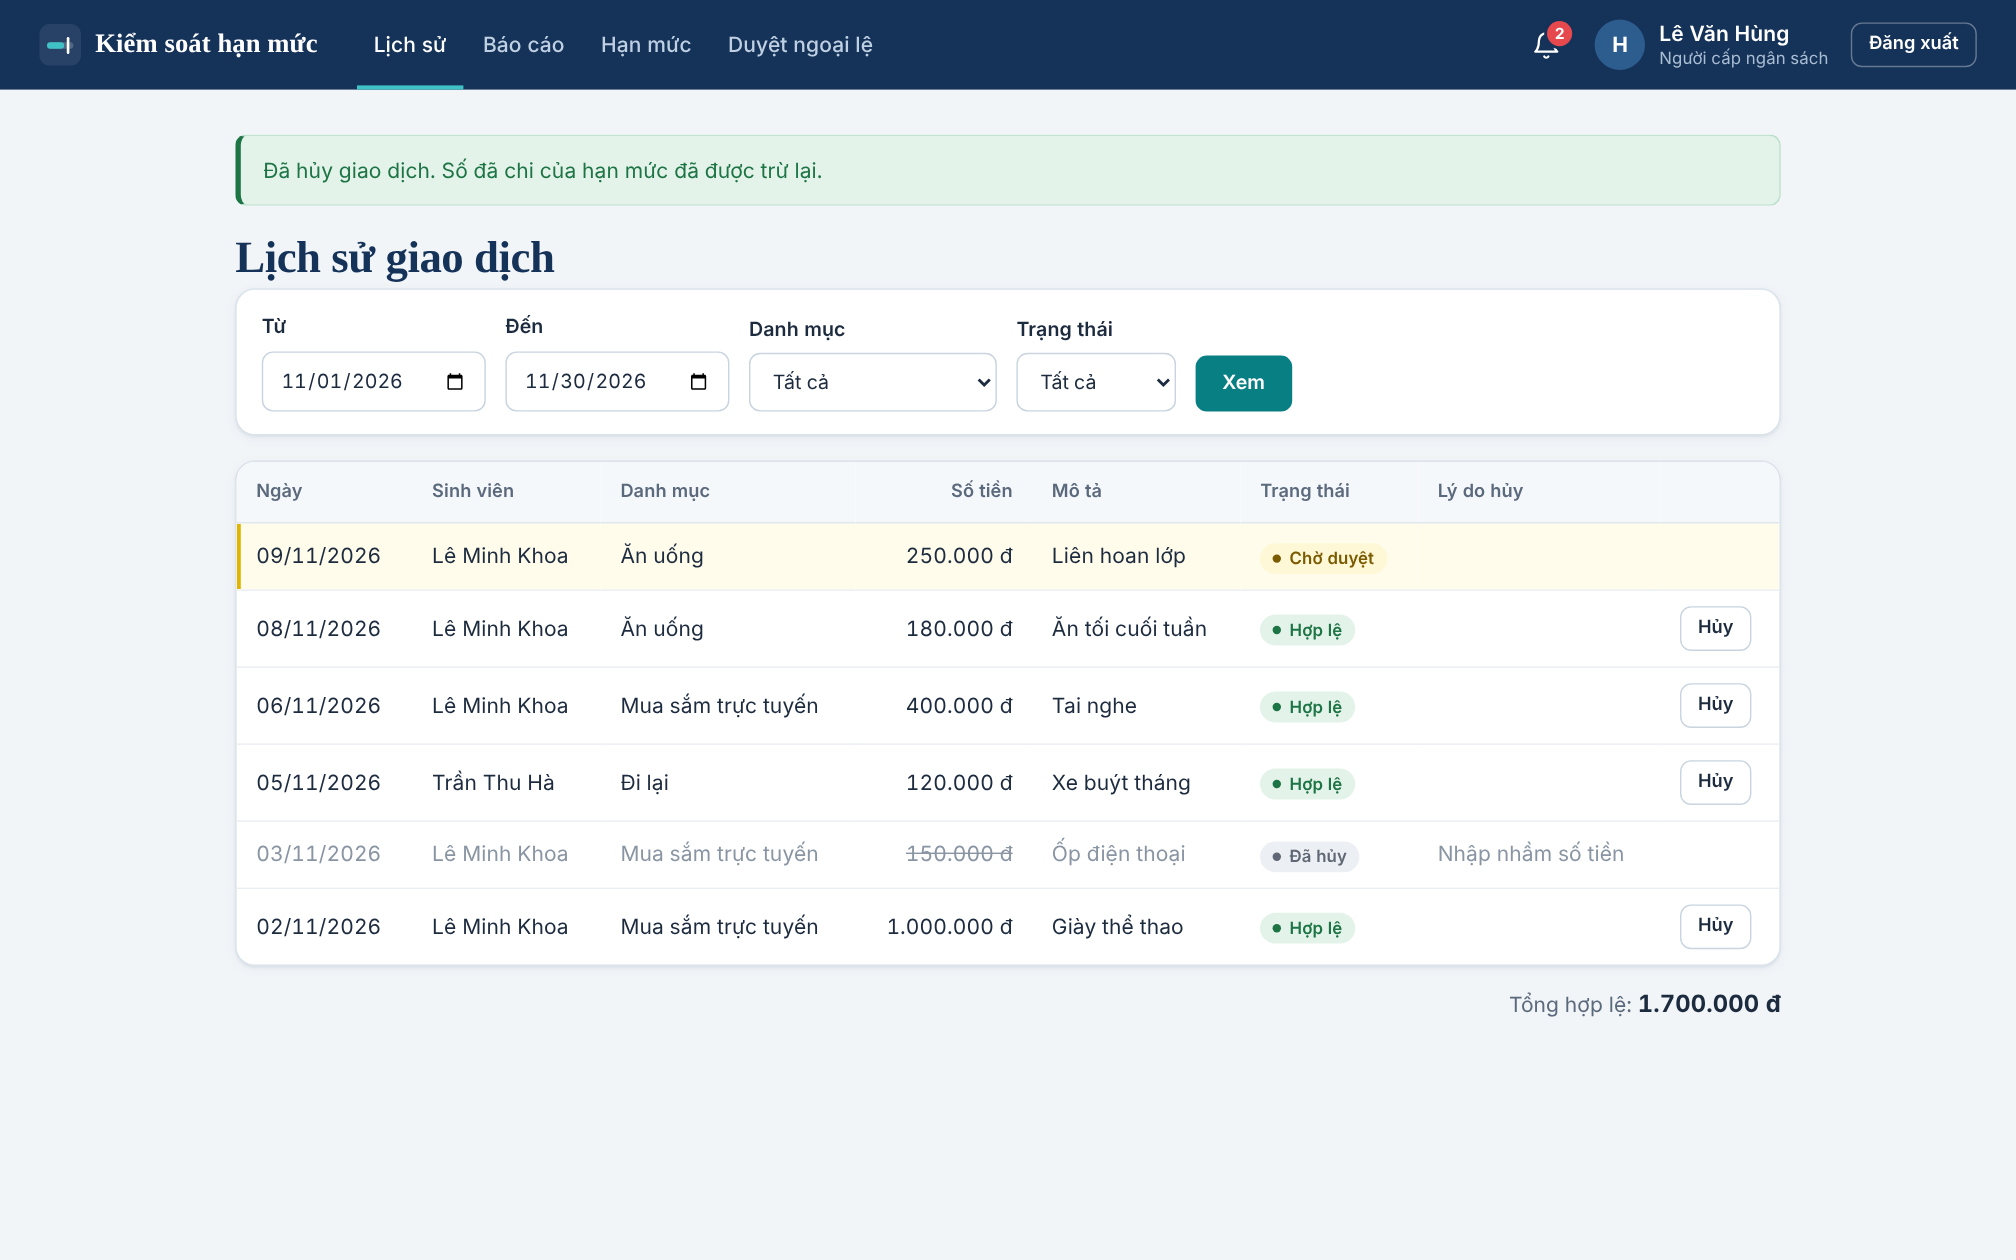 Kiểm soát hạn mức
Lịch sử
Báo cáo
Hạn mức
Duyệt ngoại lệ
2
H
Lê Văn Hùng
Người cấp ngân sách
Đăng xuất
Đã hủy giao dịch. Số đã chi của hạn mức đã được trừ lại.
Lịch sử giao dịch
Từ
Đến
Danh mục
Trạng thái
11/01/2026
11/30/2026
Tất cả
Tất cả
Xem
Ngày Sinh viên Danh mục Số tiền Mô tả Trạng thái Lý do hủy
09/11/2026 Lê Minh Khoa Ăn uống 250.000 đ Liên hoan lớp Chờ duyệt
08/11/2026 Lê Minh Khoa Ăn uống 180.000 đ Ăn tối cuối tuần Hợp lệ Hủy
06/11/2026 Lê Minh Khoa Mua sắm trực tuyến 400.000 đ Tai nghe Hợp lệ Hủy
05/11/2026 Trần Thu Hà Đi lại 120.000 đ Xe buýt tháng Hợp lệ Hủy
03/11/2026 Lê Minh Khoa Mua sắm trực tuyến 150.000 đ Ốp điện thoại Đã hủy Nhập nhầm số tiền
02/11/2026 Lê Minh Khoa Mua sắm trực tuyến 1.000.000 đ Giày thể thao Hợp lệ Hủy
Tổng hợp lệ: 1.700.000 đ